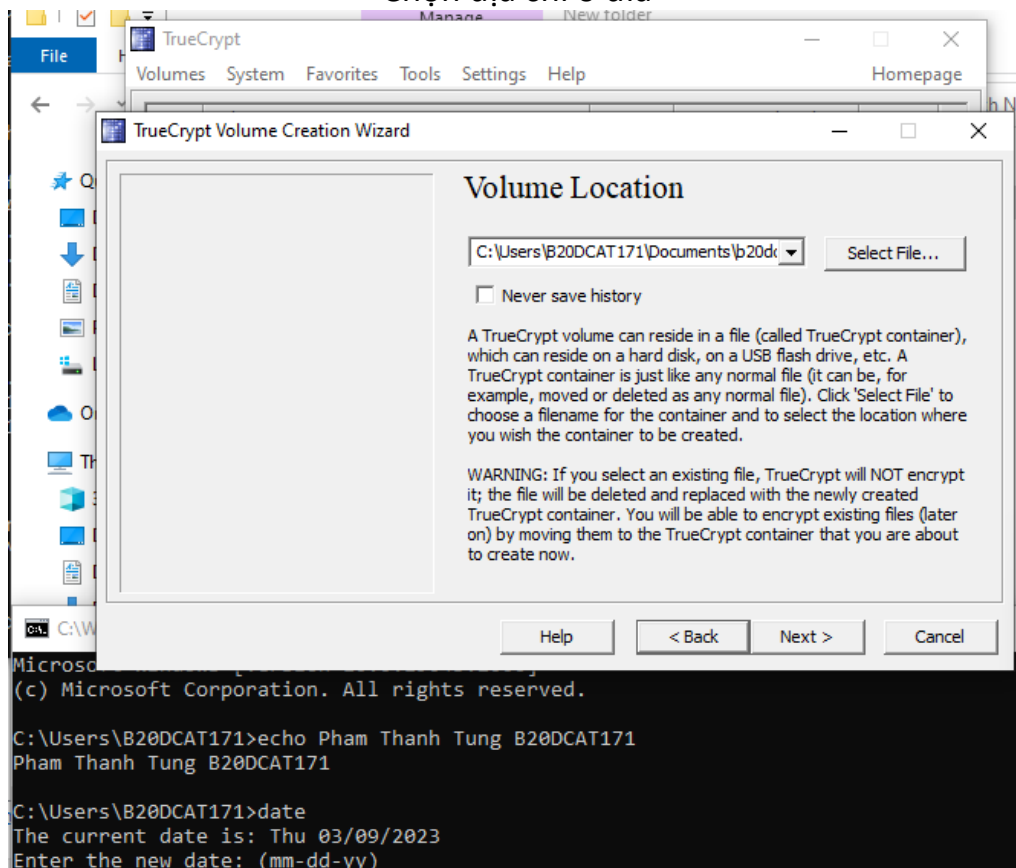 Manage New folder
TrueCrypt
File
Volumes System Favorites Tools Settings Help Homepage
TrueCrypt Volume Creation Wizard
Volume Location
C:\Users\B20DCAT171\Documents\b20dc
Select File...
Never save history
A TrueCrypt volume can reside in a file (called TrueCrypt container),
which can reside on a hard disk, on a USB flash drive, etc. A
TrueCrypt container is just like any normal file (it can be, for
example, moved or deleted as any normal file). Click 'Select File' to
choose a filename for the container and to select the location where
you wish the container to be created.
WARNING: If you select an existing file, TrueCrypt will NOT encrypt
it; the file will be deleted and replaced with the newly created
TrueCrypt container. You will be able to encrypt existing files (later
on) by moving them to the TrueCrypt container that you are about
to create now.
Help < Back Next > Cancel
C:\W
(c) Microsoft Corporation. All rights reserved.
C:\Users\B20DCAT171>echo Pham Thanh Tung B20DCAT171
Pham Thanh Tung B20DCAT171
C:\Users\B20DCAT171>date
The current date is: Thu 03/09/2023
Enter the new date: (mm-dd-yy)